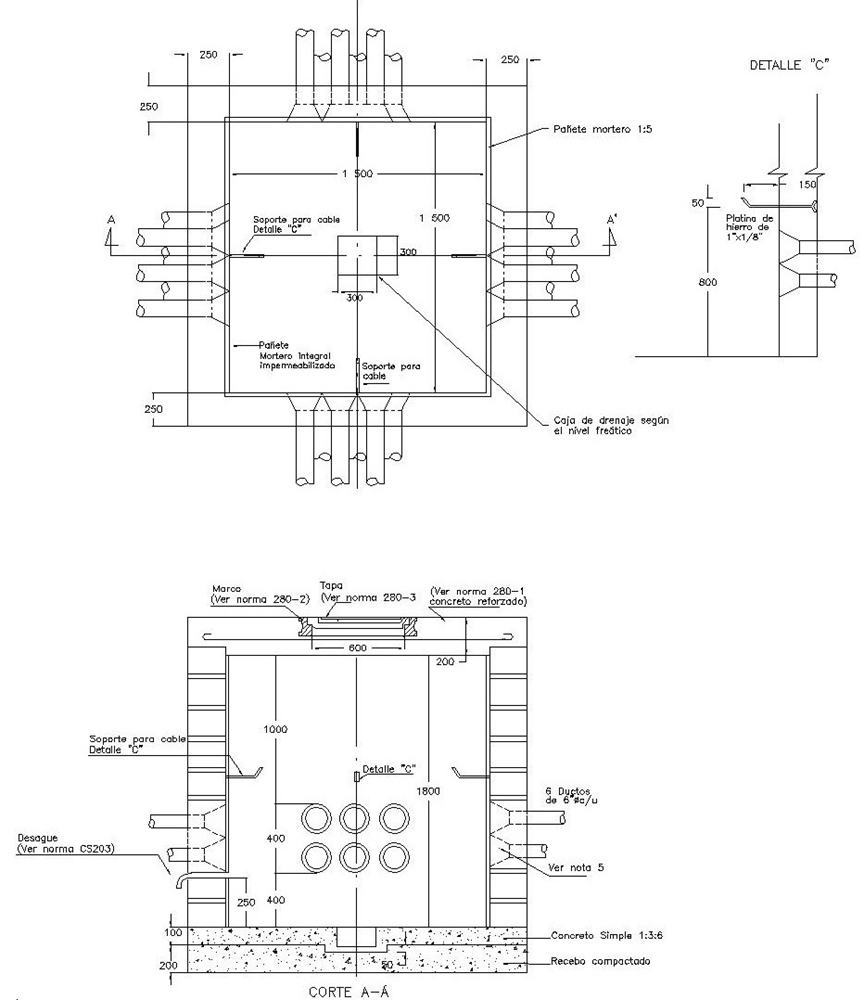 250
250
DETALLE "C"
250
Pañete mortero 1:5
1 500
150
50
A
Soporte para cable
Detalle "C"
1 500
A'
Platina de
hierro de
1"x1/8"
300
800
300
Pañete
Mortero integral
impermeabilizado
Soporte para
cable
250
Caja de drenaje según
el nivel freático
Marco
(Ver norma 280-2)
Tapa
(Ver norma 280-3
(Ver norma 280-1
concreto reforzado)
600
200
1000
Soporte para cable
Detalle "C"
Detalle "C"
1800
6 Ductos
de 6"øc/u
Desague
(Ver norma CS203)
400
Ver nota 5
250
400
100
Concreto Simple 1:3:6
200
50
Recebo compactado
CORTE A-Á